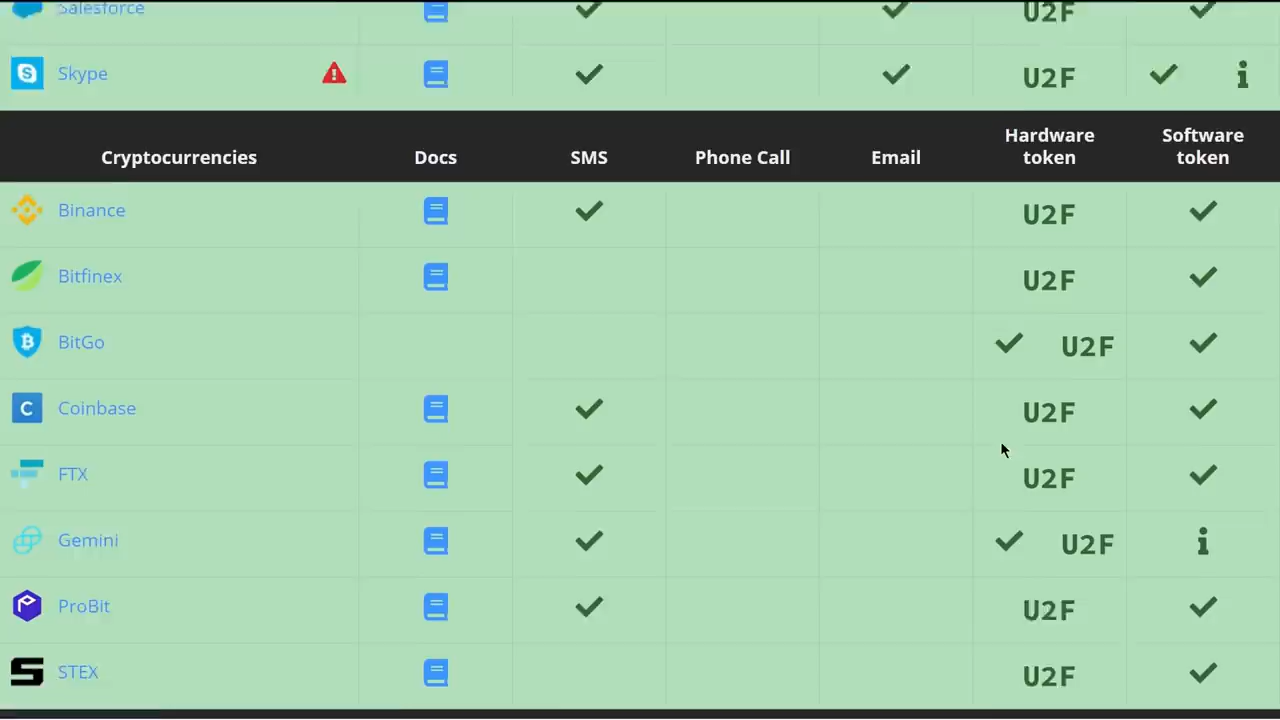 Salesforce U2F
Skype U2F
Cryptocurrencies Docs SMS Phone Call Email Hardware token Software token
Binance U2F
Bitfinex U2F
BitGo U2F
Coinbase U2F
FTX U2F
Gemini U2F
ProBit U2F
STEX U2F